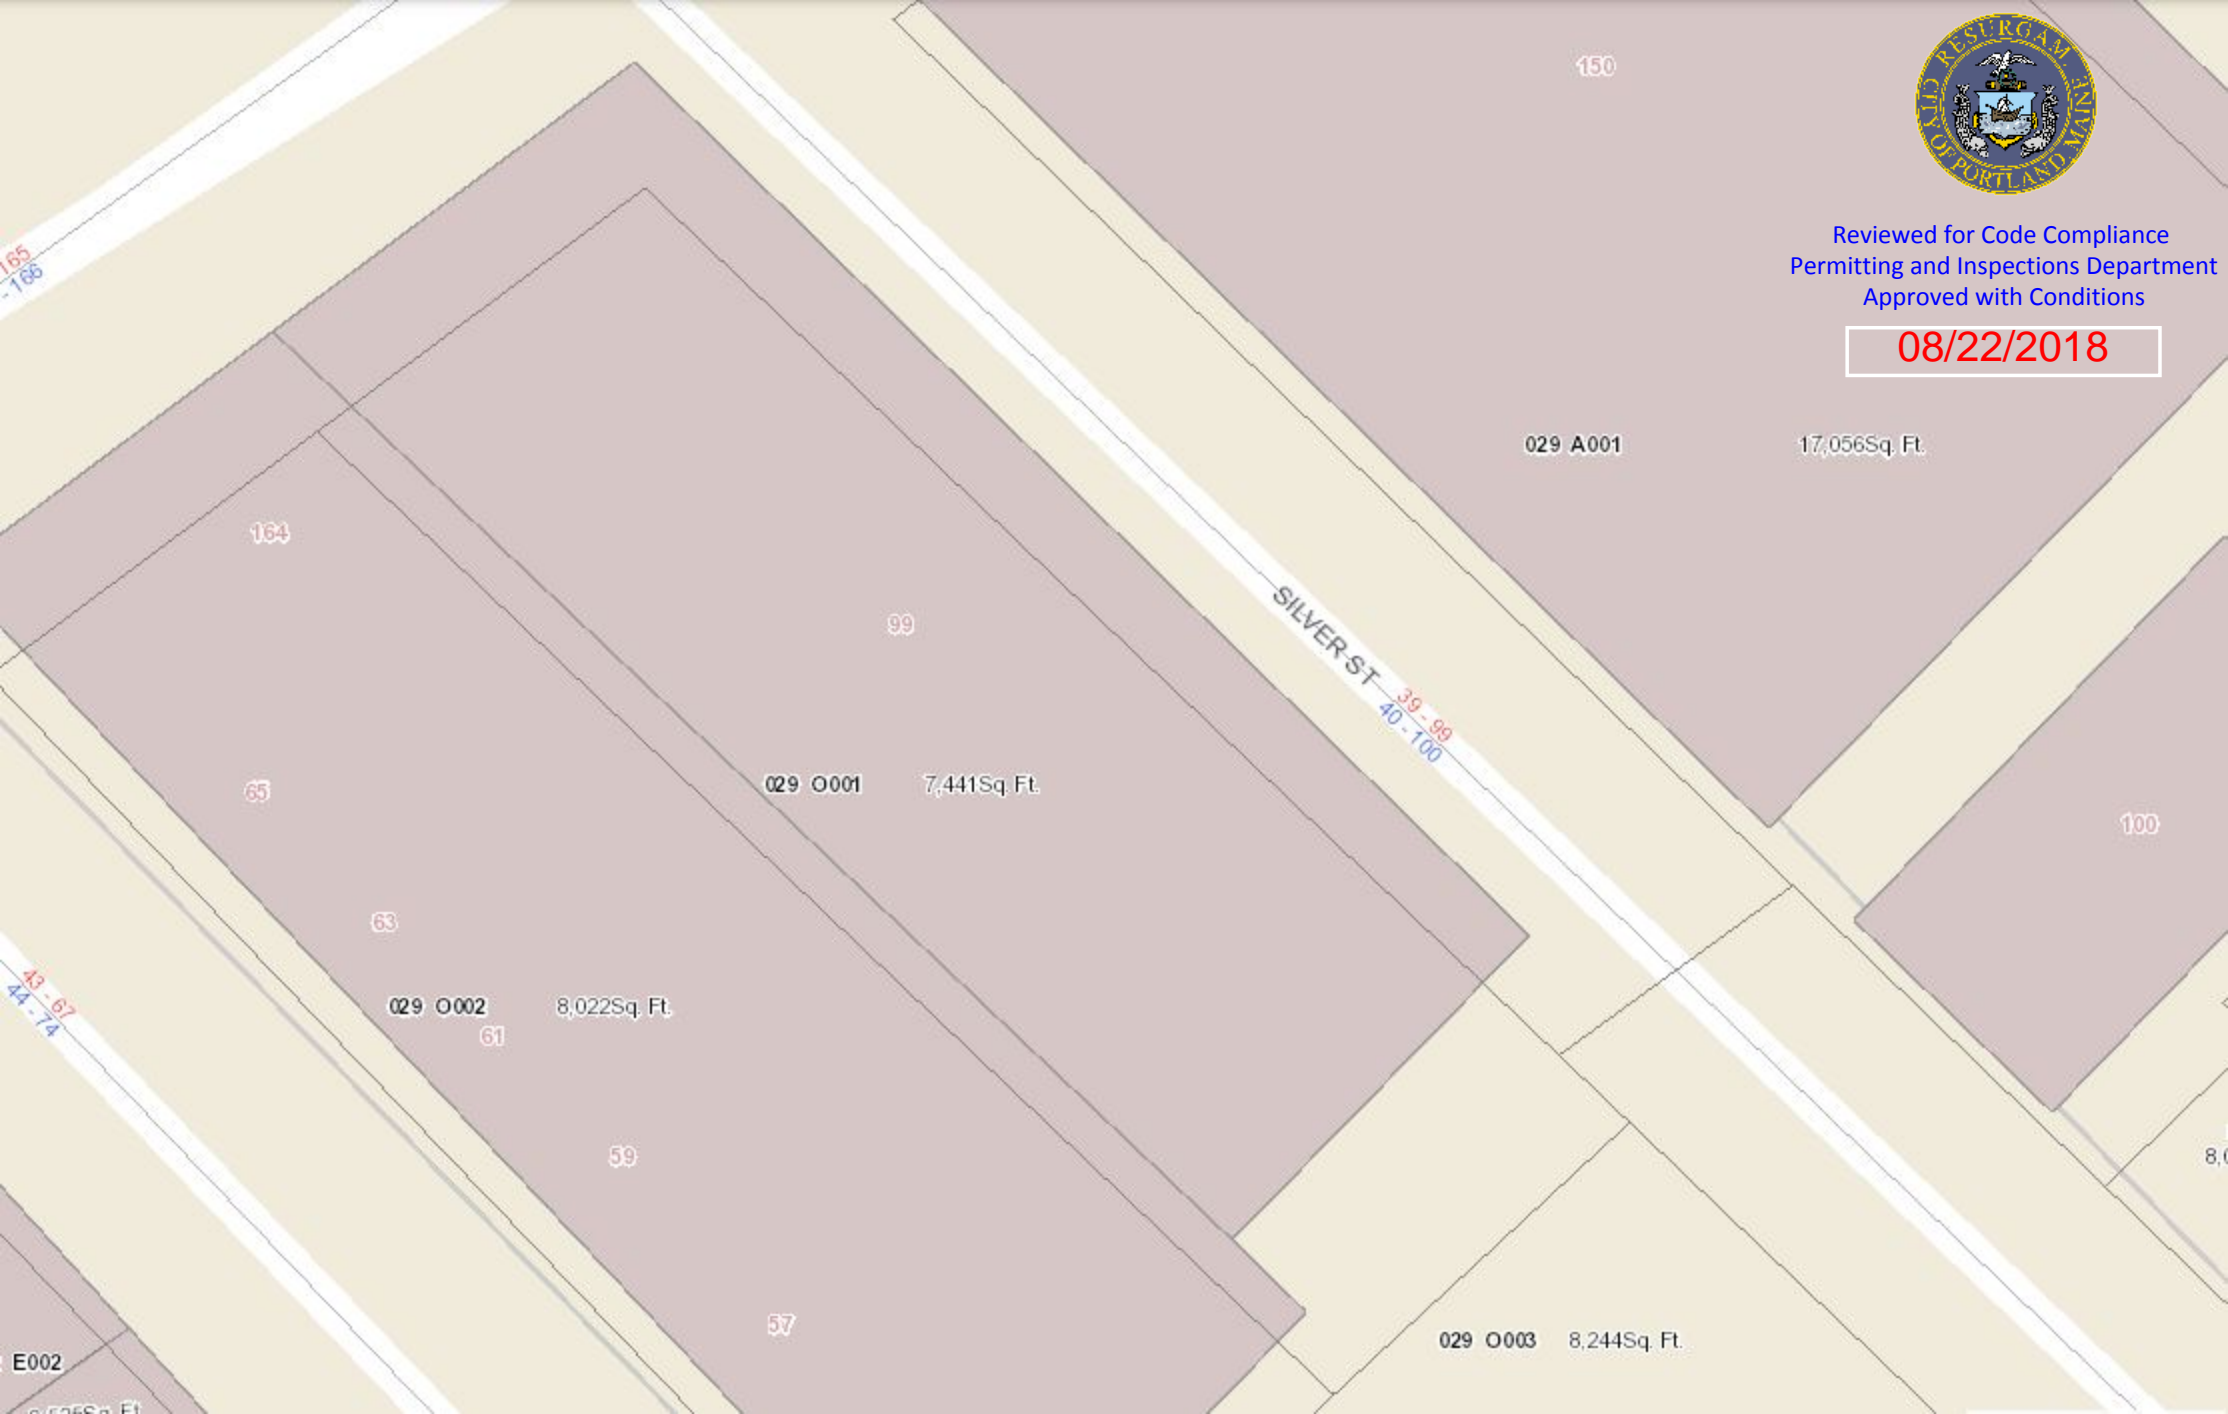 150
CITY OF PORTLAND, MAINE
RESURGAM.
Reviewed for Code Compliance
Permitting and Inspections Department
Approved with Conditions
08/22/2018
165
- 166
029 A001 17,056Sq. Ft.
164
99
SILVER ST
39 - 99
40 - 100
65
029 O001 7,441Sq. Ft.
100
63
43 - 67
44 - 74
029 O002 8,022Sq. Ft.
61
59
57
029 O003 8,244Sq. Ft.
E002